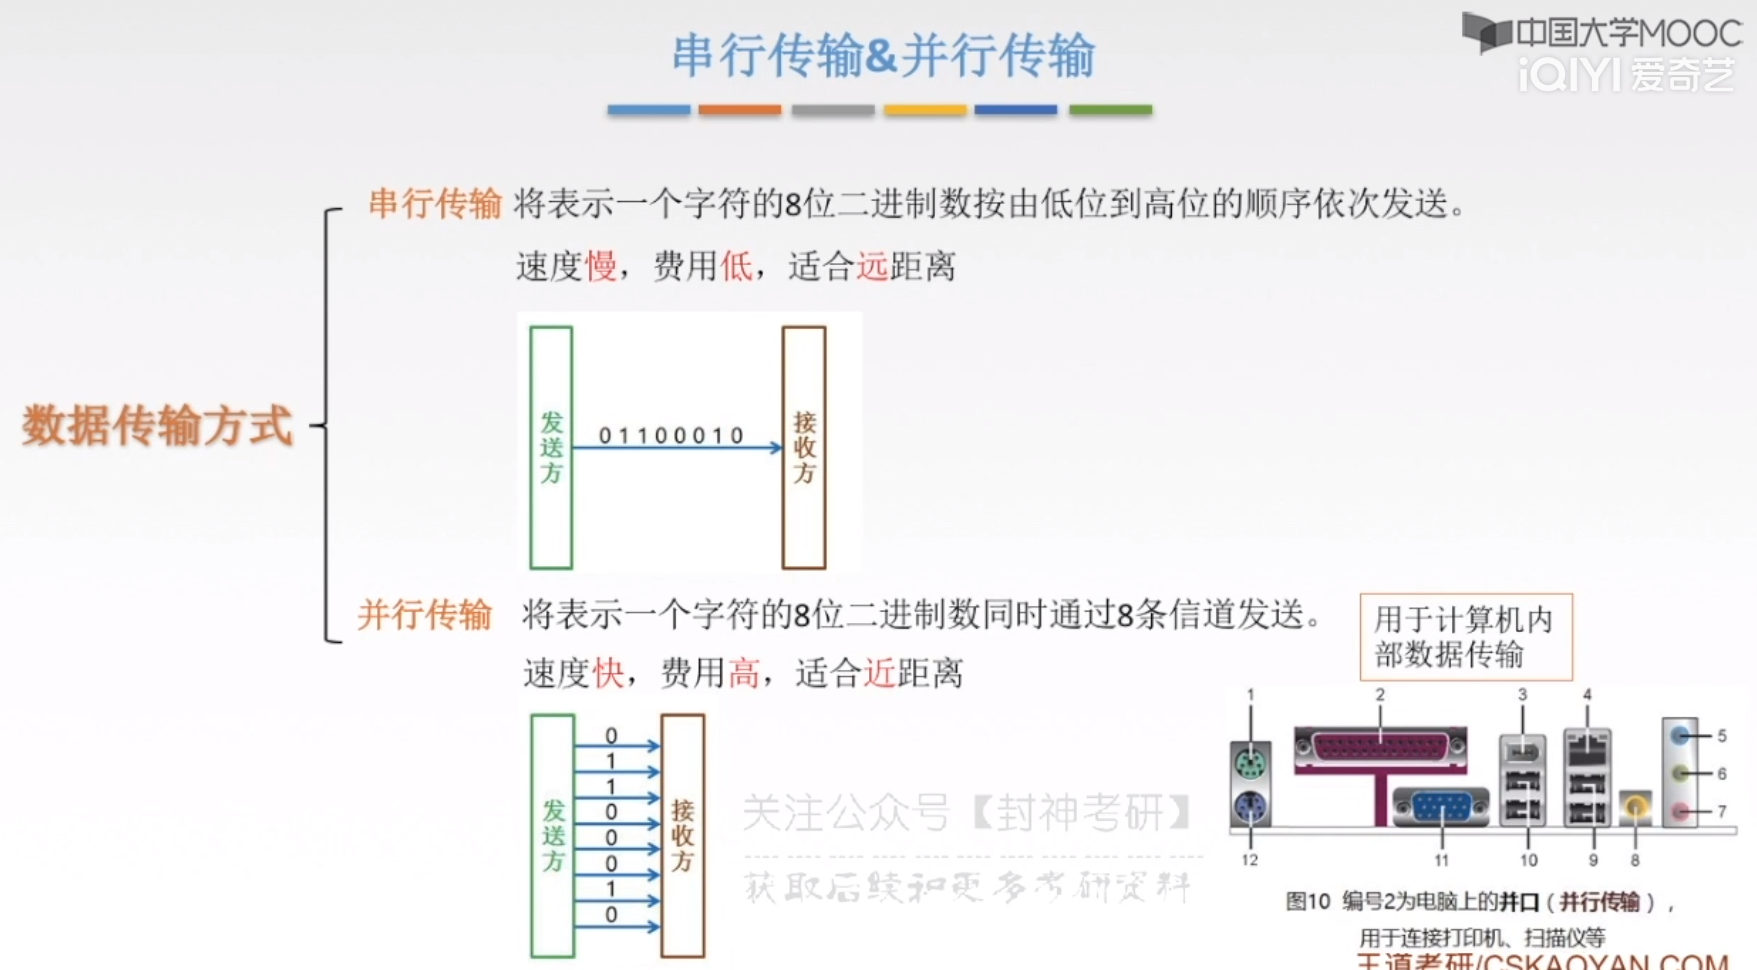 串行传输&并行传输
中国大学MOOC
iQIYI 爱奇艺
数据传输方式
串行传输 将表示一个字符的8位二进制数按由低位到高位的顺序依次发送。
速度慢，费用低，适合远距离
发送方
01100010
接收方
并行传输 将表示一个字符的8位二进制数同时通过8条信道发送。
速度快，费用高，适合近距离
发送方
0
1
1
0
0
0
1
0
接收方
用于计算机内
部数据传输
1 2 3 4
5
6
7
12 11 10 9 8
关注公众号【封神考研】
获取后续和更多考研资料
图10 编号2为电脑上的并口（并行传输），
用于连接打印机、扫描仪等
王道考研/CSKAOYAN.COM